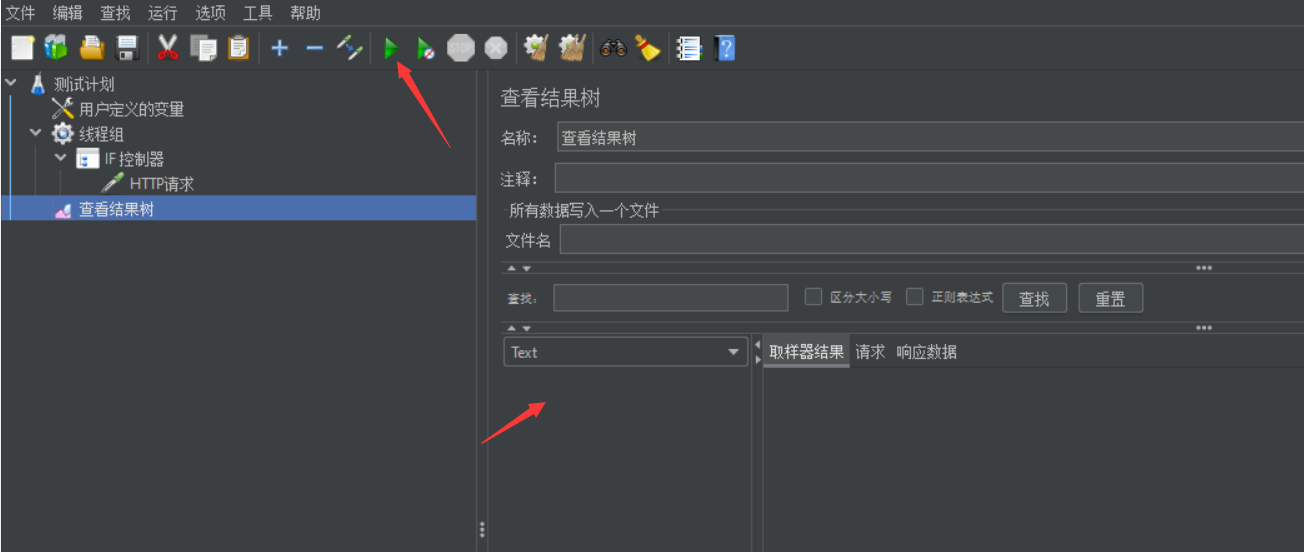 文件 编辑 查找 运行 选项 工具 帮助
STOP
测试计划
用户定义的变量
线程组
IF 控制器
HTTP请求
查看结果树
查看结果树
名称： 查看结果树
注释：
所有数据写入一个文件
文件名
查找： 区分大小写 正则表达式 查找 重置
Text
取样器结果 请求 响应数据